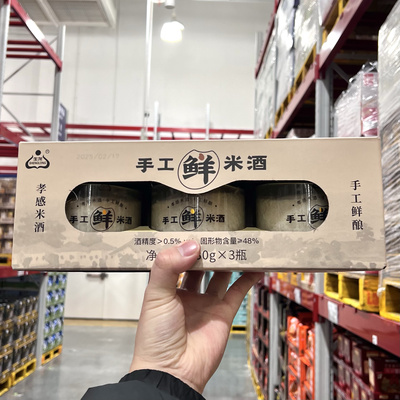 手工鲜米酒
孝感米酒
手工鲜酿
手工鲜米酒
手工鲜米酒
手工鲜
酒精度>0.5% 固形物含量≥48%
净 0g×3瓶